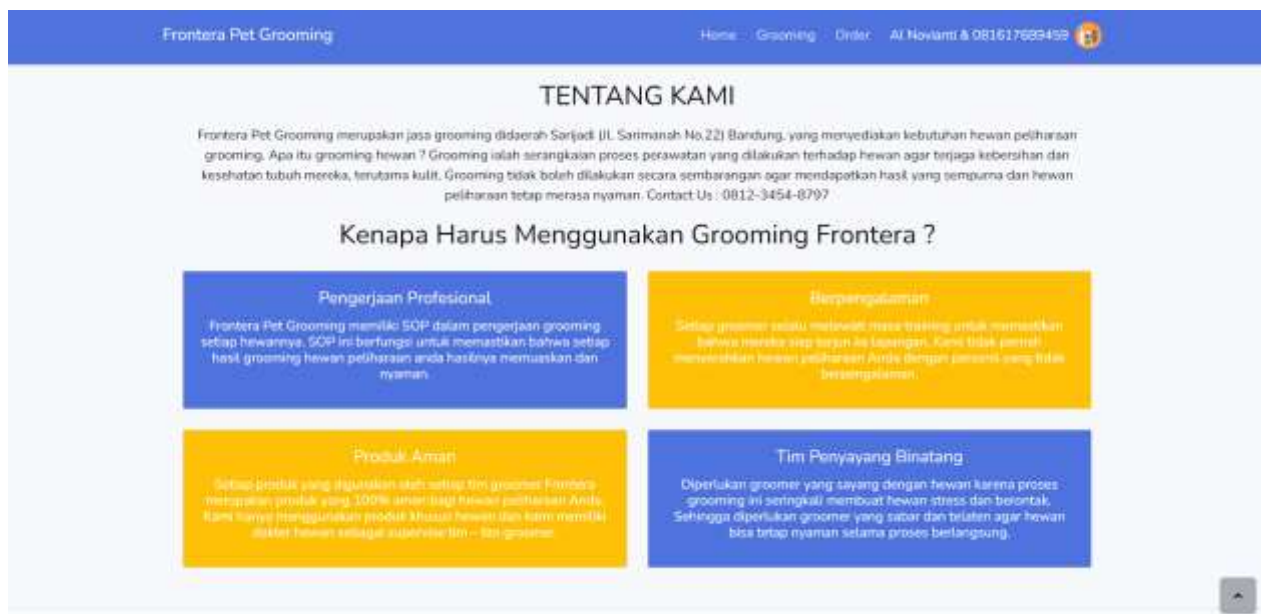 Frontera Pet Grooming
Home Grooming Order Al Novianti & 081617689459
TENTANG KAMI
Frontera Pet Grooming merupakan jasa grooming didaerah Sarijadi (Jl. Sarimanah No.22) Bandung, yang menyediakan kebutuhan hewan peliharaan
grooming. Apa itu grooming hewan ? Grooming ialah serangkaian proses perawatan yang dilakukan terhadap hewan agar terjaga kebersihan dan
kesehatan tubuh mereka, terutama kulit. Grooming tidak boleh dilakukan secara sembarangan agar mendapatkan hasil yang sempurna dan hewan
peliharaan tetap merasa nyaman. Contact Us : 0812-3454-8797
Kenapa Harus Menggunakan Grooming Frontera ?
Pengerjaan Profesional
Frontera Pet Grooming memiliki SOP dalam pengerjaan grooming
setiap hewannya. SOP ini berfungsi untuk memastikan bahwa setiap
hasil grooming hewan peliharaan anda hasilnya memuaskan dan
nyaman.
Berpengalaman
Setiap groomer selalu melewati masa training untuk memastikan
bahwa mereka siap terjun ke lapangan. Kami tidak pernah
menyerahkan hewan peliharaan Anda dengan personil yang tidak
berpengalaman.
Produk Aman
Setiap produk yang digunakan oleh setiap tim groomer Frontera
merupakan produk yang 100% aman bagi hewan peliharaan Anda.
Kami hanya menggunakan produk khusus hewan dan kami memiliki
dokter hewan sebagai supervise tim – tim groomer.
Tim Penyayang Binatang
Diperlukan groomer yang sayang dengan hewan karena proses
grooming ini seringkali membuat hewan stress dan berontak.
Sehingga diperlukan groomer yang sabar dan telaten agar hewan
bisa tetap nyaman selama proses berlangsung.